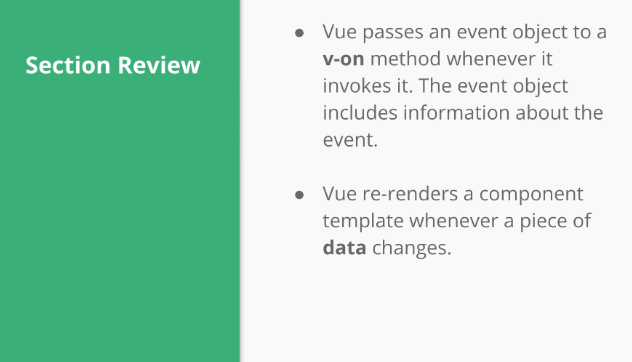 Section Review
● Vue passes an event object to a
v-on method whenever it
invokes it. The event object
includes information about the
event.
● Vue re-renders a component
template whenever a piece of
data changes.